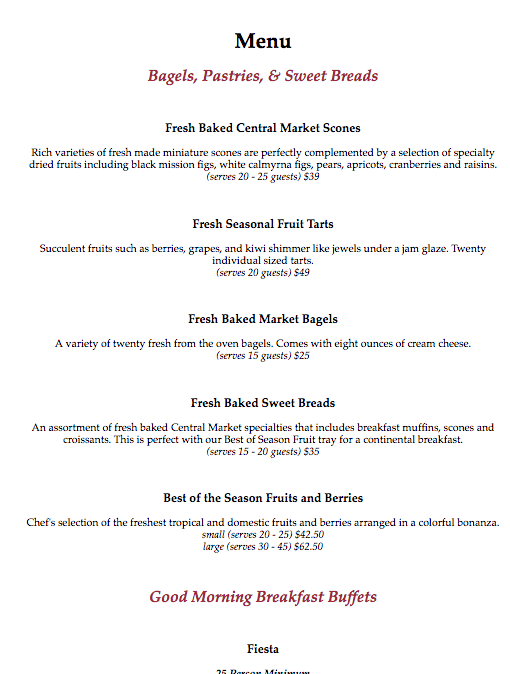 Menu
Bagels, Pastries, & Sweet Breads
Fresh Baked Central Market Scones
Rich varieties of fresh made miniature scones are perfectly complemented by a selection of specialty
dried fruits including black mission figs, white calmyrna figs, pears, apricots, cranberries and raisins.
(serves 20 - 25 guests) $39
Fresh Seasonal Fruit Tarts
Succulent fruits such as berries, grapes, and kiwi shimmer like jewels under a jam glaze. Twenty
individual sized tarts.
(serves 20 guests) $49
Fresh Baked Market Bagels
A variety of twenty fresh from the oven bagels. Comes with eight ounces of cream cheese.
(serves 15 guests) $25
Fresh Baked Sweet Breads
An assortment of fresh baked Central Market specialties that includes breakfast muffins, scones and
croissants. This is perfect with our Best of Season Fruit tray for a continental breakfast.
(serves 15 - 20 guests) $35
Best of the Season Fruits and Berries
Chef's selection of the freshest tropical and domestic fruits and berries arranged in a colorful bonanza.
small (serves 20 - 25) $42.50
large (serves 30 - 45) $62.50
Good Morning Breakfast Buffets
Fiesta
25 Person Minimum